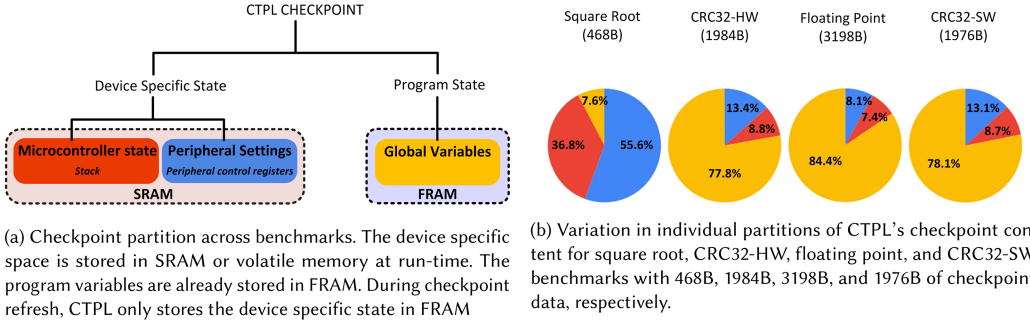 CTPL CHECKPOINT
Device Specific State
Program State
Microcontroller state
Stack
Peripheral Settings
Peripheral control registers
SRAM
Global Variables
FRAM
(a) Checkpoint partition across benchmarks. The device specific
space is stored in SRAM or volatile memory at run-time. The
program variables are already stored in FRAM. During checkpoint
refresh, CTPL only stores the device specific state in FRAM
Square Root
(468B)
CRC32-HW
(1984B)
Floating Point
(3198B)
CRC32-SW
(1976B)
7.6%
36.8%
55.6%
13.4%
8.8%
77.8%
8.1%
7.4%
84.4%
13.1%
8.7%
78.1%
(b) Variation in individual partitions of CTPL's checkpoint con
tent for square root, CRC32-HW, floating point, and CRC32-SW
benchmarks with 468B, 1984B, 3198B, and 1976B of checkpoint
data, respectively.